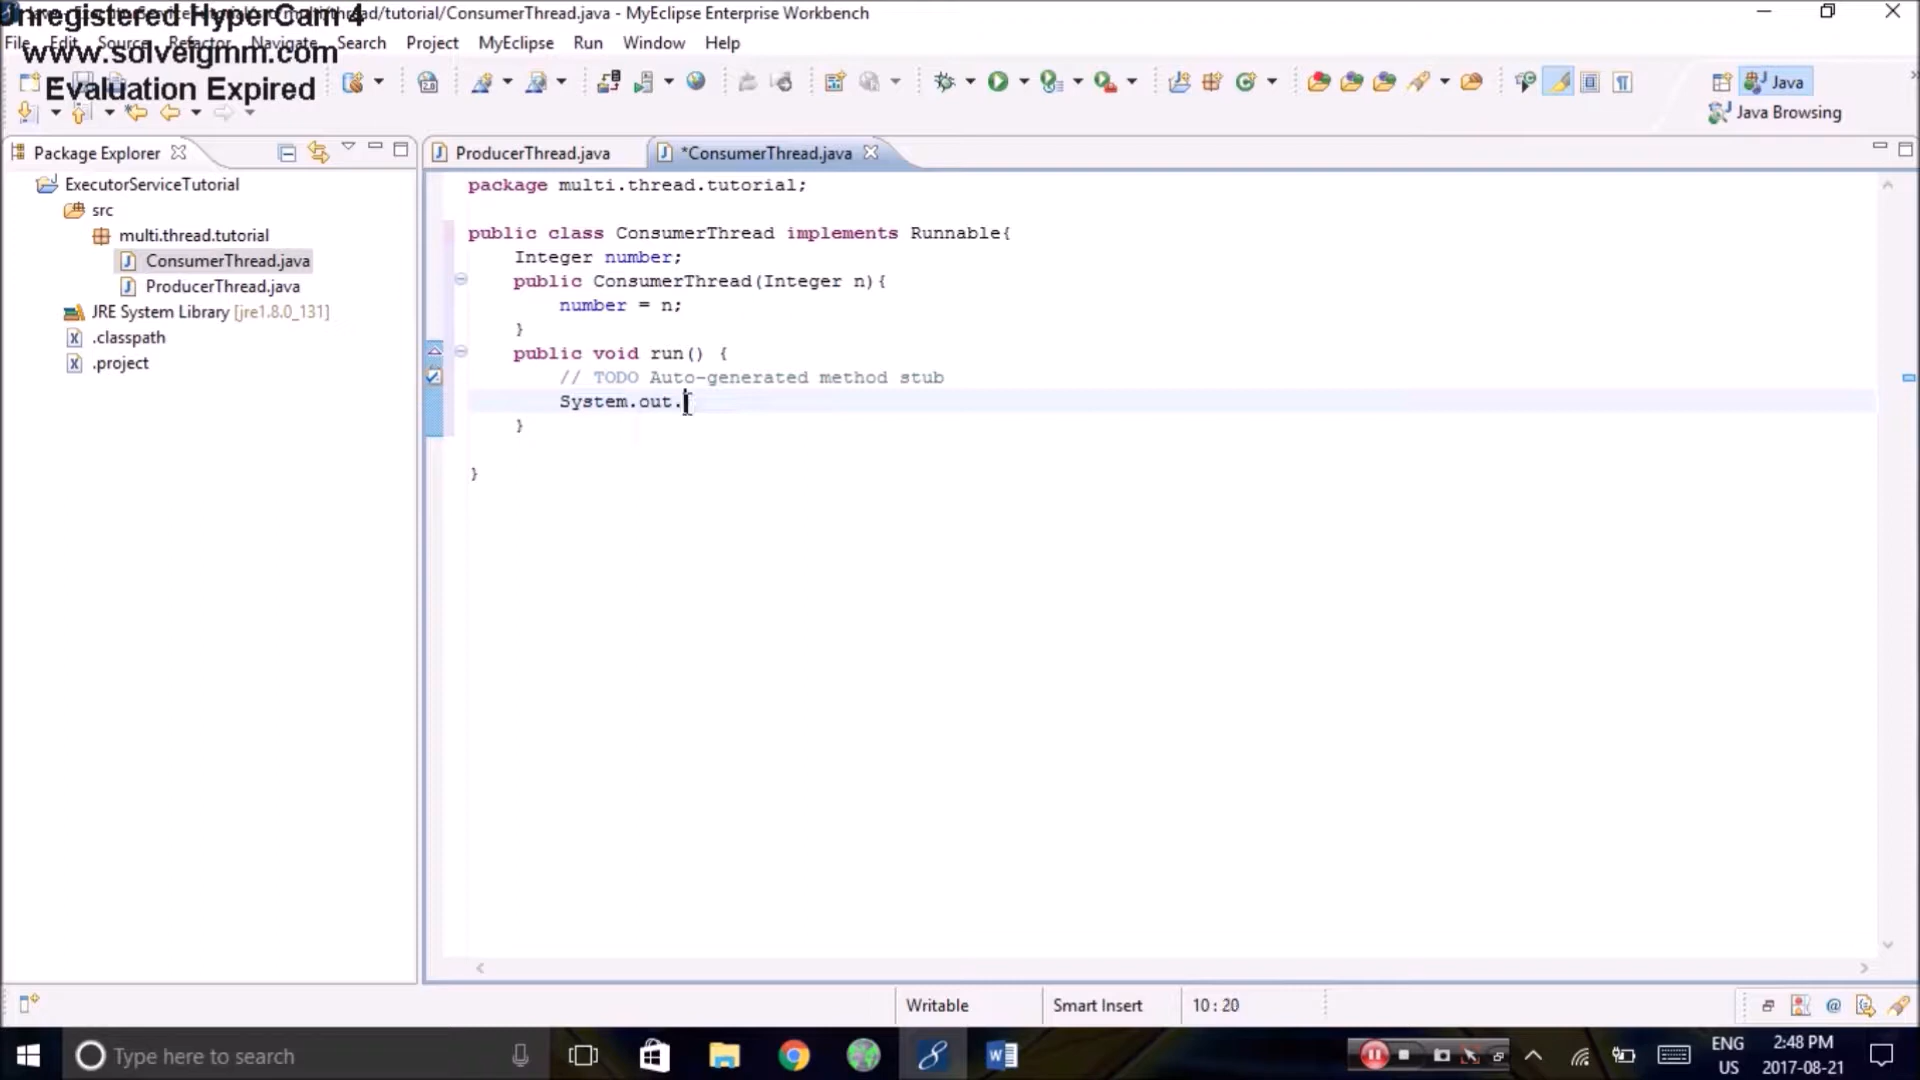 Unregistered HyperCam 4
www.solveigmm.com
Evaluation Expired
/thread/tutorial/ConsumerThread.java - MyEclipse Enterprise Workbench
File Edit Source Refactor Navigate Search Project MyEclipse Run Window Help
Java
Java Browsing
Package Explorer
ExecutorServiceTutorial
src
multi.thread.tutorial
ConsumerThread.java
ProducerThread.java
JRE System Library [jre1.8.0_131]
.classpath
.project
ProducerThread.java
*ConsumerThread.java
package multi.thread.tutorial;
public class ConsumerThread implements Runnable{
Integer number;
public ConsumerThread(Integer n){
number = n;
}
public void run() {
// TODO Auto-generated method stub
System.out.
}
}
Writable
Smart Insert
10 : 20
Type here to search
ENG
US
2:48 PM
2017-08-21